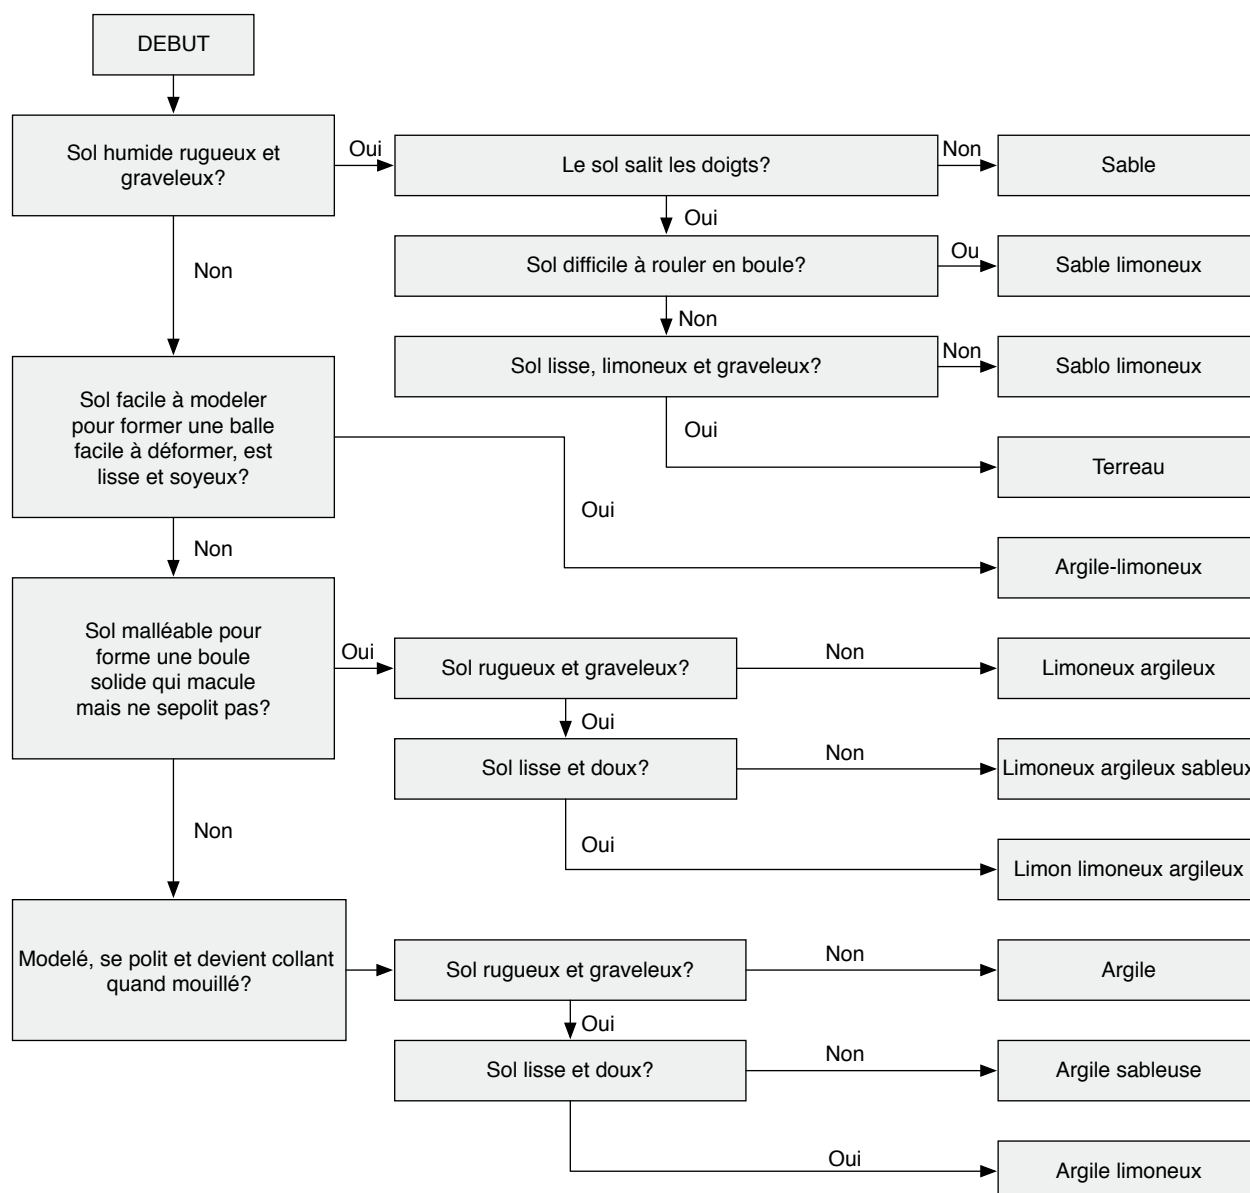 DEBUT
Sol humide rugueux et
graveleux?
Oui
Le sol salit les doigts?
Non
Sable
Oui
Sol difficile à rouler en boule?
Ou
Sable limoneux
Non
Non
Sol lisse, limoneux et graveleux?
Non
Sablo limoneux
Oui
Terreau
Sol facile à modeler
pour former une balle
facile à déformer, est
lisse et soyeux?
Oui
Argile-limoneux
Non
Sol malléable pour
forme une boule
solide qui macule
mais ne sepolit pas?
Oui
Sol rugueux et graveleux?
Non
Limoneux argileux
Oui
Sol lisse et doux?
Non
Limoneux argileux sableux
Oui
Limon limoneux argileux
Non
Modelé, se polit et devient collant
quand mouillé?
Sol rugueux et graveleux?
Non
Argile
Oui
Sol lisse et doux?
Non
Argile sableuse
Oui
Argile limoneux